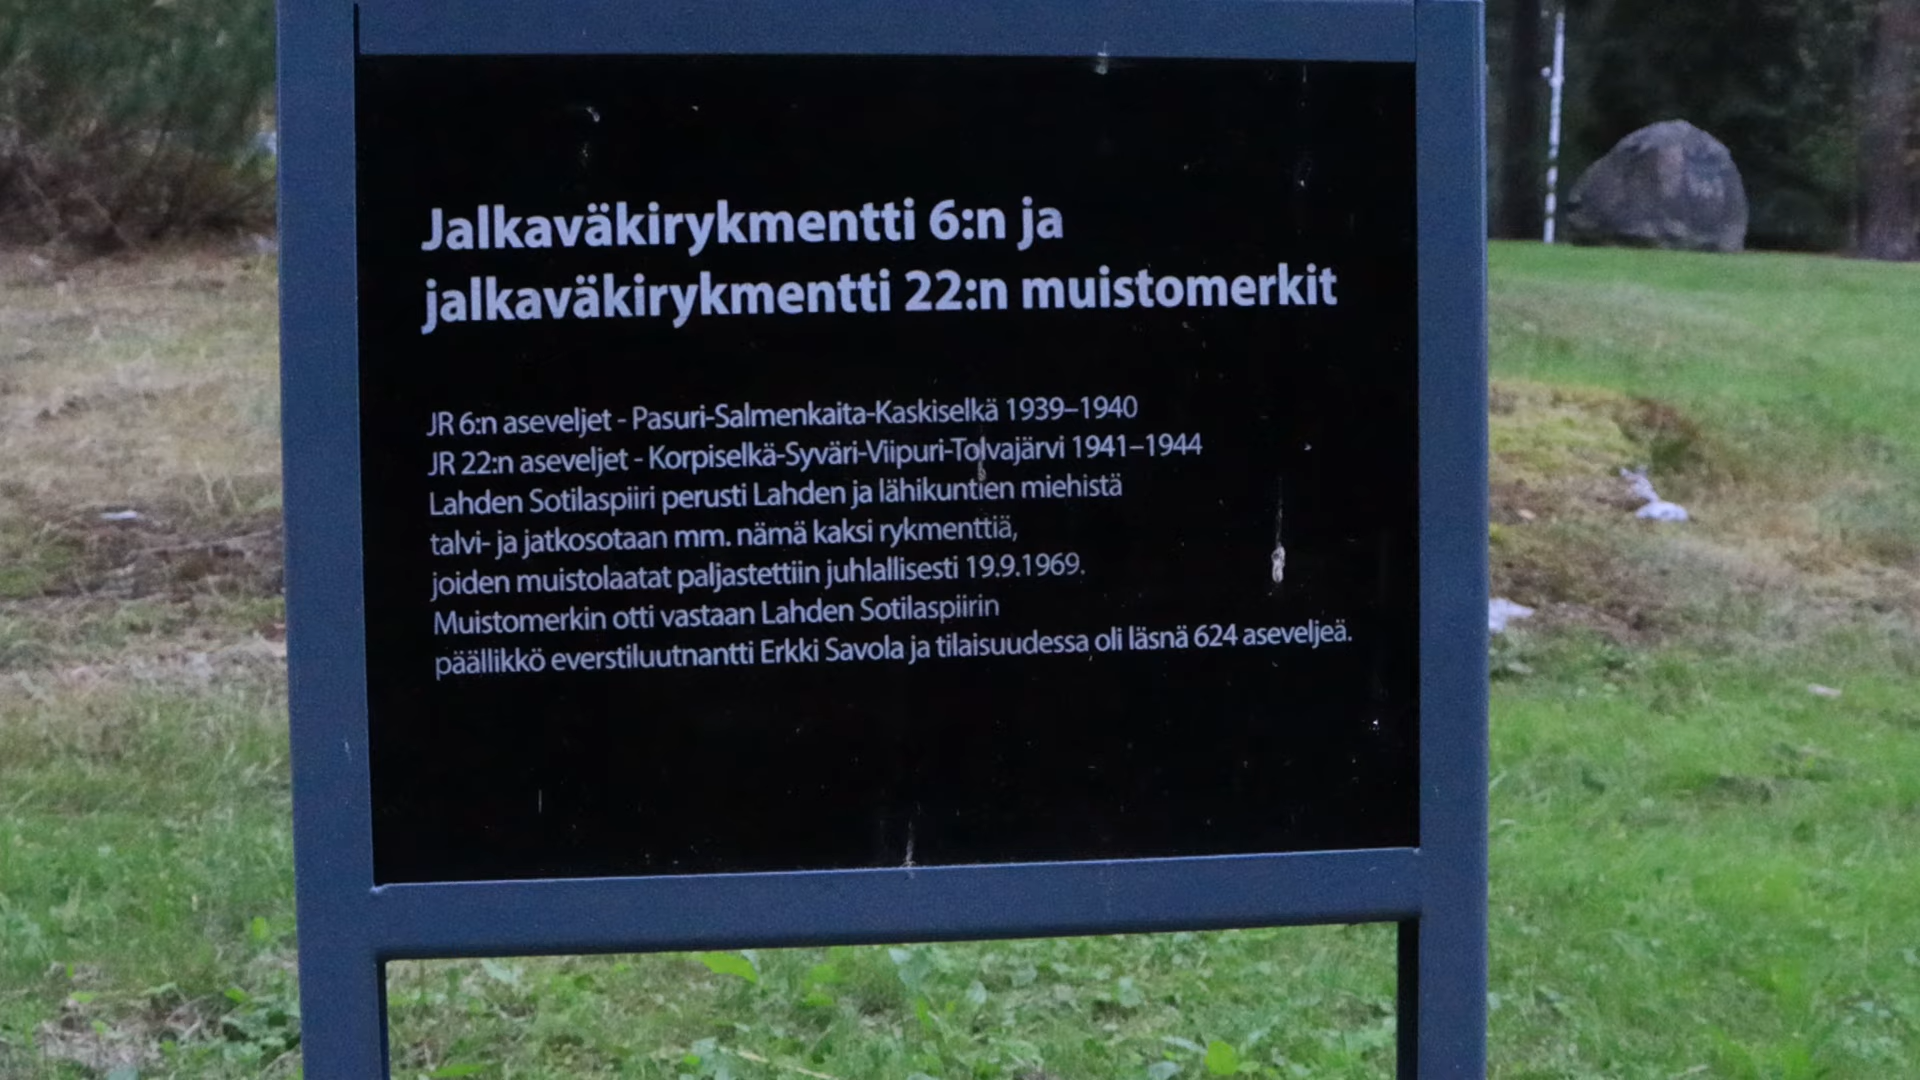 Jalkaväkirykmentti 6:n ja
jalkaväkirykmentti 22:n muistomerkit
JR 6:n aseveljet - Pasuri-Salmenkaita-Kaskiselkä 1939–1940
JR 22:n aseveljet - Korpiselkä-Syväri-Viipuri-Tolvajärvi 1941–1944
Lahden Sotilaspiiri perusti Lahden ja lähikuntien miehistä
talvi- ja jatkosotaan mm. nämä kaksi rykmenttiä,
joiden muistolaatat paljastettiin juhlallisesti 19.9.1969.
Muistomerkin otti vastaan Lahden Sotilaspiirin
päällikkö everstiluutnantti Erkki Savola ja tilaisuudessa oli läsnä 624 aseveljeä.